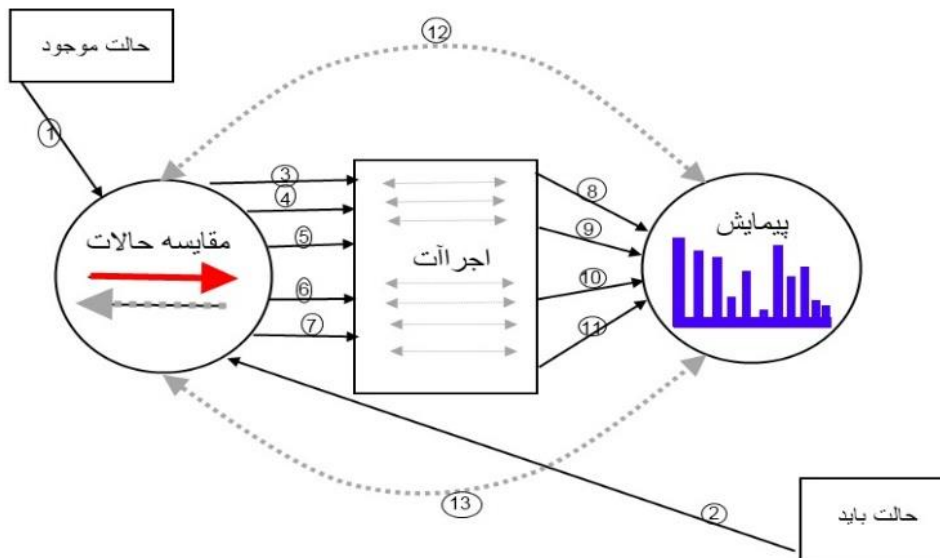 حالت موجود
12
1
3
4
5
6
7
مقایسه حالات
اجراآت
8
9
10
11
پیمایش
13
2
حالت باید